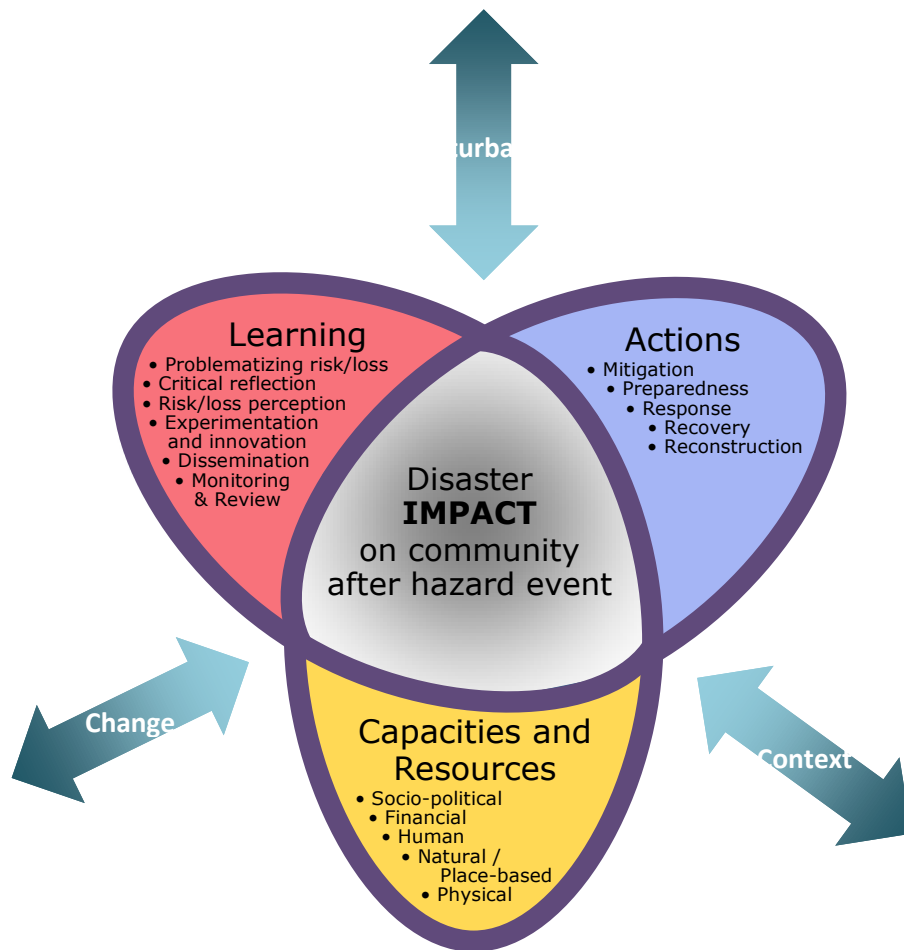 Learning
• Problematizing risk/loss
• Critical reflection
• Risk/loss perception
• Experimentation
and innovation
• Dissemination
• Monitoring
& Review
Actions
• Mitigation
• Preparedness
• Response
• Recovery
• Reconstruction
Disaster
IMPACT
on community
after hazard event
Change
Context
Capacities and
Resources
• Socio-political
• Financial
• Human
• Natural /
Place-based
• Physical